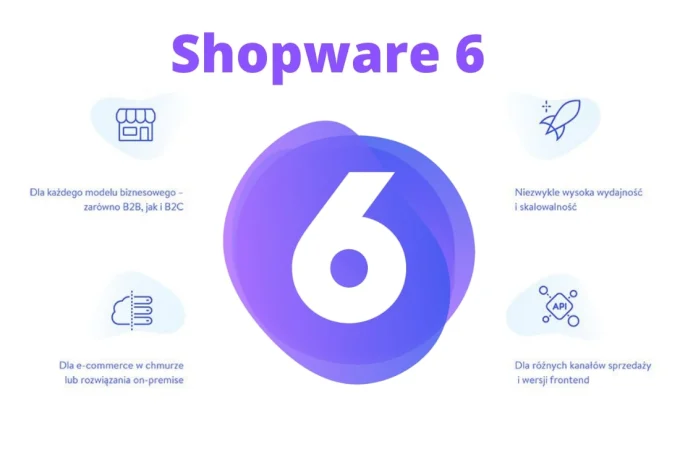 Shopware 6
Dla każdego modelu biznesowego –
zarówno B2B, jak i B2C
Niezwykle wysoka wydajność
i skalowalność
6
Dla e-commerce w chmurze
lub rozwiązania on-premise
API
Dla różnych kanałów sprzedaży
i wersji frontend